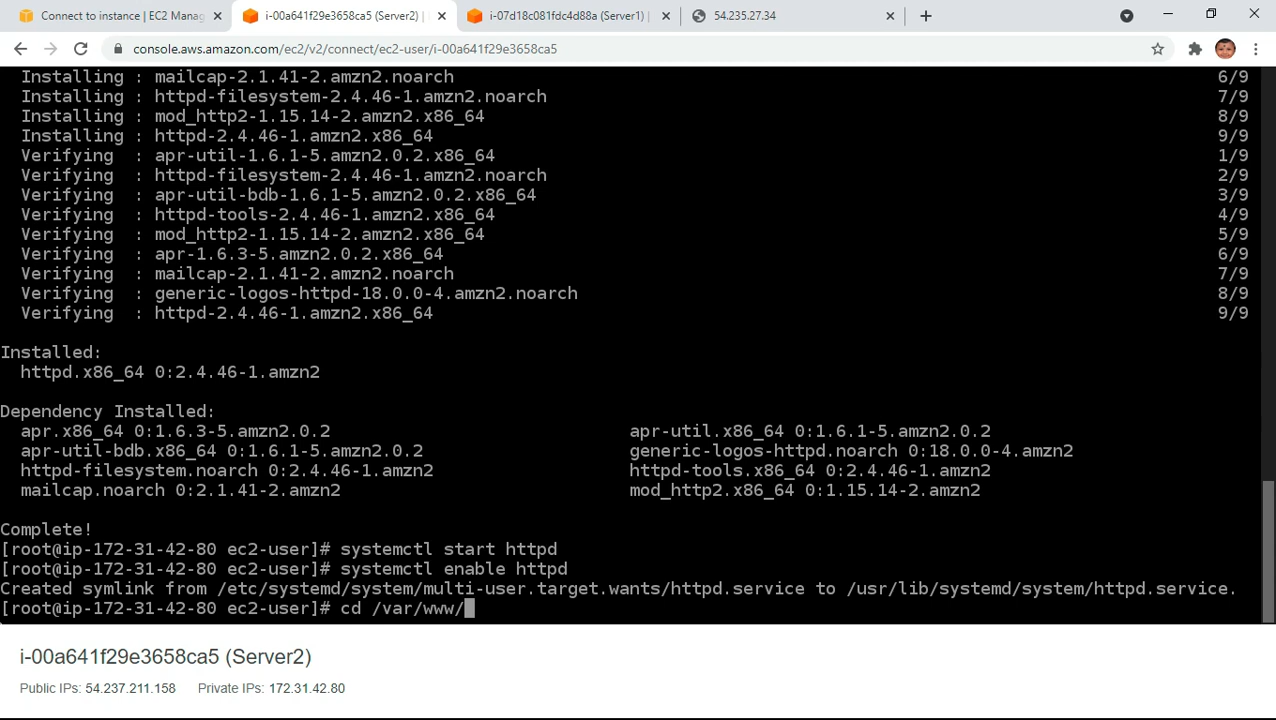 Connect to instance | EC2 Manag
i-00a641f29e3658ca5 (Server2)
i-07d18c081fdc4d88a (Server1)
54.235.27.34
console.aws.amazon.com/ec2/v2/connect/ec2-user/i-00a641f29e3658ca5
Installing : mailcap-2.1.41-2.amzn2.noarch 6/9
Installing : httpd-filesystem-2.4.46-1.amzn2.noarch 7/9
Installing : mod_http2-1.15.14-2.amzn2.x86_64 8/9
Installing : httpd-2.4.46-1.amzn2.x86_64 9/9
Verifying : apr-util-1.6.1-5.amzn2.0.2.x86_64 1/9
Verifying : httpd-filesystem-2.4.46-1.amzn2.noarch 2/9
Verifying : apr-util-bdb-1.6.1-5.amzn2.0.2.x86_64 3/9
Verifying : httpd-tools-2.4.46-1.amzn2.x86_64 4/9
Verifying : mod_http2-1.15.14-2.amzn2.x86_64 5/9
Verifying : apr-1.6.3-5.amzn2.0.2.x86_64 6/9
Verifying : mailcap-2.1.41-2.amzn2.noarch 7/9
Verifying : generic-logos-httpd-18.0.0-4.amzn2.noarch 8/9
Verifying : httpd-2.4.46-1.amzn2.x86_64 9/9
Installed:
httpd.x86_64 0:2.4.46-1.amzn2
Dependency Installed:
apr.x86_64 0:1.6.3-5.amzn2.0.2 apr-util.x86_64 0:1.6.1-5.amzn2.0.2
apr-util-bdb.x86_64 0:1.6.1-5.amzn2.0.2 generic-logos-httpd.noarch 0:18.0.0-4.amzn2
httpd-filesystem.noarch 0:2.4.46-1.amzn2 httpd-tools.x86_64 0:2.4.46-1.amzn2
mailcap.noarch 0:2.1.41-2.amzn2 mod_http2.x86_64 0:1.15.14-2.amzn2
Complete!
[root@ip-172-31-42-80 ec2-user]# systemctl start httpd
[root@ip-172-31-42-80 ec2-user]# systemctl enable httpd
Created symlink from /etc/systemd/system/multi-user.target.wants/httpd.service to /usr/lib/systemd/system/httpd.service.
[root@ip-172-31-42-80 ec2-user]# cd /var/www/
i-00a641f29e3658ca5 (Server2)
Public IPs: 54.237.211.158 Private IPs: 172.31.42.80